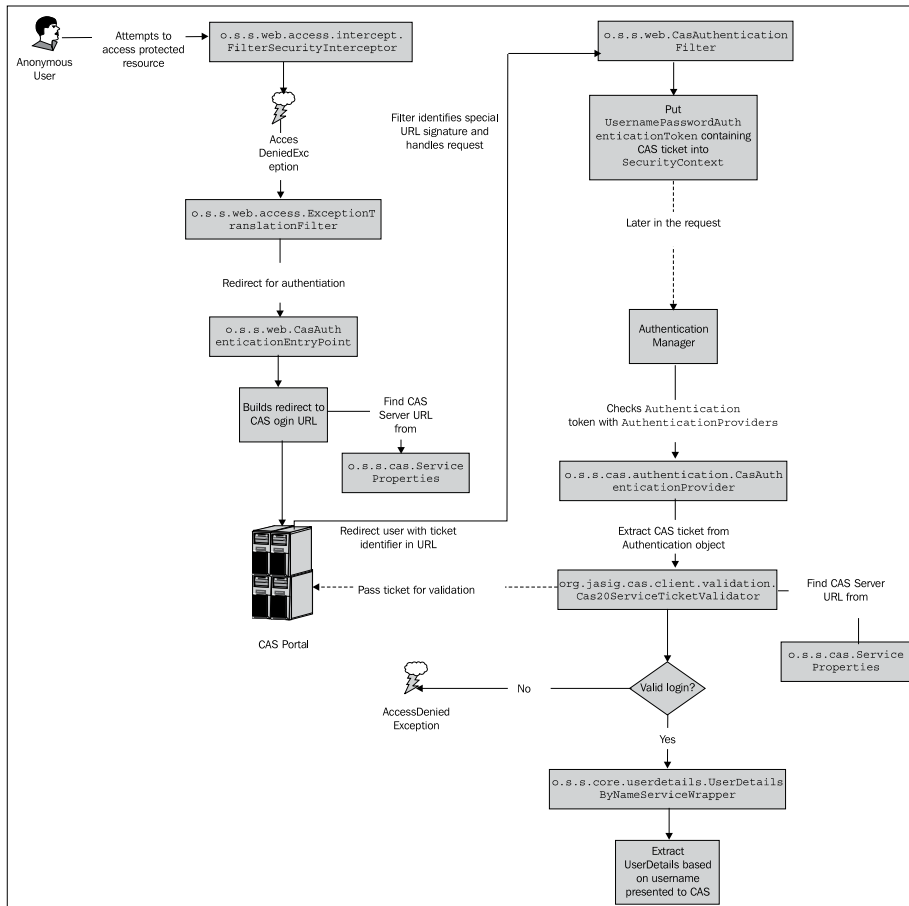 Anonymous
User
Attempts to
access protected
resource
o.s.s.web.access.intercept.
FilterSecurityInterceptor
Acces
DeniedExc
eption
o.s.s.web.access.ExceptionT
ranslationFilter
Redirect for authentiation
o.s.s.web.CasAuth
enticationEntryPoint
Builds redirect to
CAS ogin URL
Find CAS
Server URL
from
o.s.s.cas.Service
Properties
CAS Portal
Redirect user with ticket
identifier in URL
Filter identifies special
URL signature and
handles request
o.s.s.web.CasAuthentication
Filter
Put
UsernamePasswordAuth
enticationToken containing
CAS ticket into
SecurityContext
Later in the request
Authentication
Manager
Checks Authentication
token with AuthenticationProviders
o.s.s.cas.authentication.CasAuth
enticationProvider
Extract CAS ticket from
Authentication object
org.jasig.cas.client.validation.
Cas20ServiceTicketValidator
Pass ticket for validation
Find CAS Server
URL from
o.s.s.cas.Service
Properties
Valid login?
No
AccessDenied
Exception
Yes
o.s.s.core.userdetails.UserDetails
ByNameServiceWrapper
Extract
UserDetails based
on username
presented to CAS